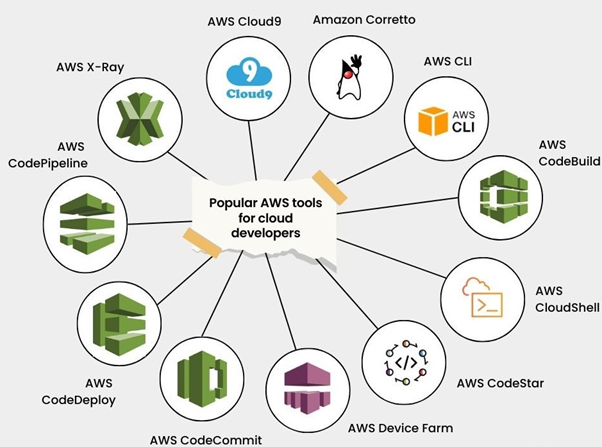 AWS Cloud9
Amazon Corretto
AWS X-Ray
AWS CLI
9
Cloud9
AWS
CLI
AWS
CodePipeline
AWS
CodeBuild
Popular AWS tools
for cloud
developers
AWS
CloudShell
AWS
CodeDeploy
</>
AWS CodeStar
AWS CodeCommit
AWS Device Farm